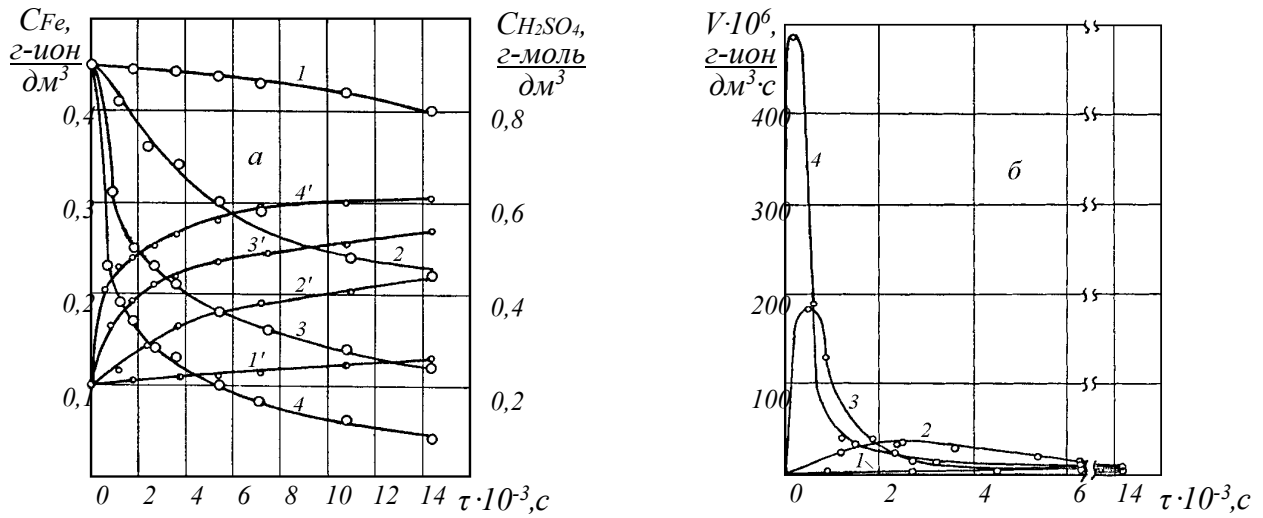 CFe,
г-ион
дм³
CH₂SO₄,
г-моль
дм³
0,4
0,3
0,2
0,1
0,8
0,6
0,4
0,2
а
1
2
3
4
1'
2'
3'
4'
0 2 4 6 8 10 12 14 τ·10⁻³,с
V·10⁶,
г-ион
дм³·с
400
300
200
100
б
4
3
2
1
0 2 4 6 14 τ·10⁻³,с